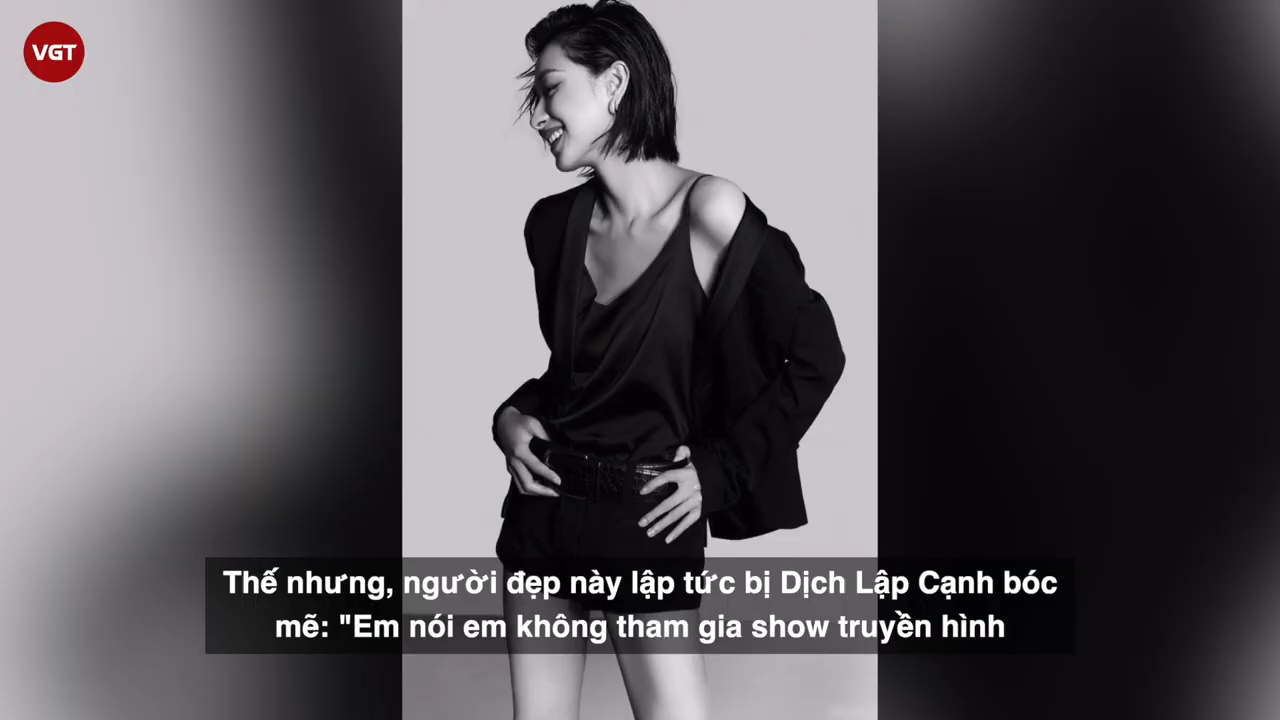 VGT
Thế nhưng, người đẹp này lập tức bị Dịch Lập Cạnh bóc
mẽ: "Em nói em không tham gia show truyền hình